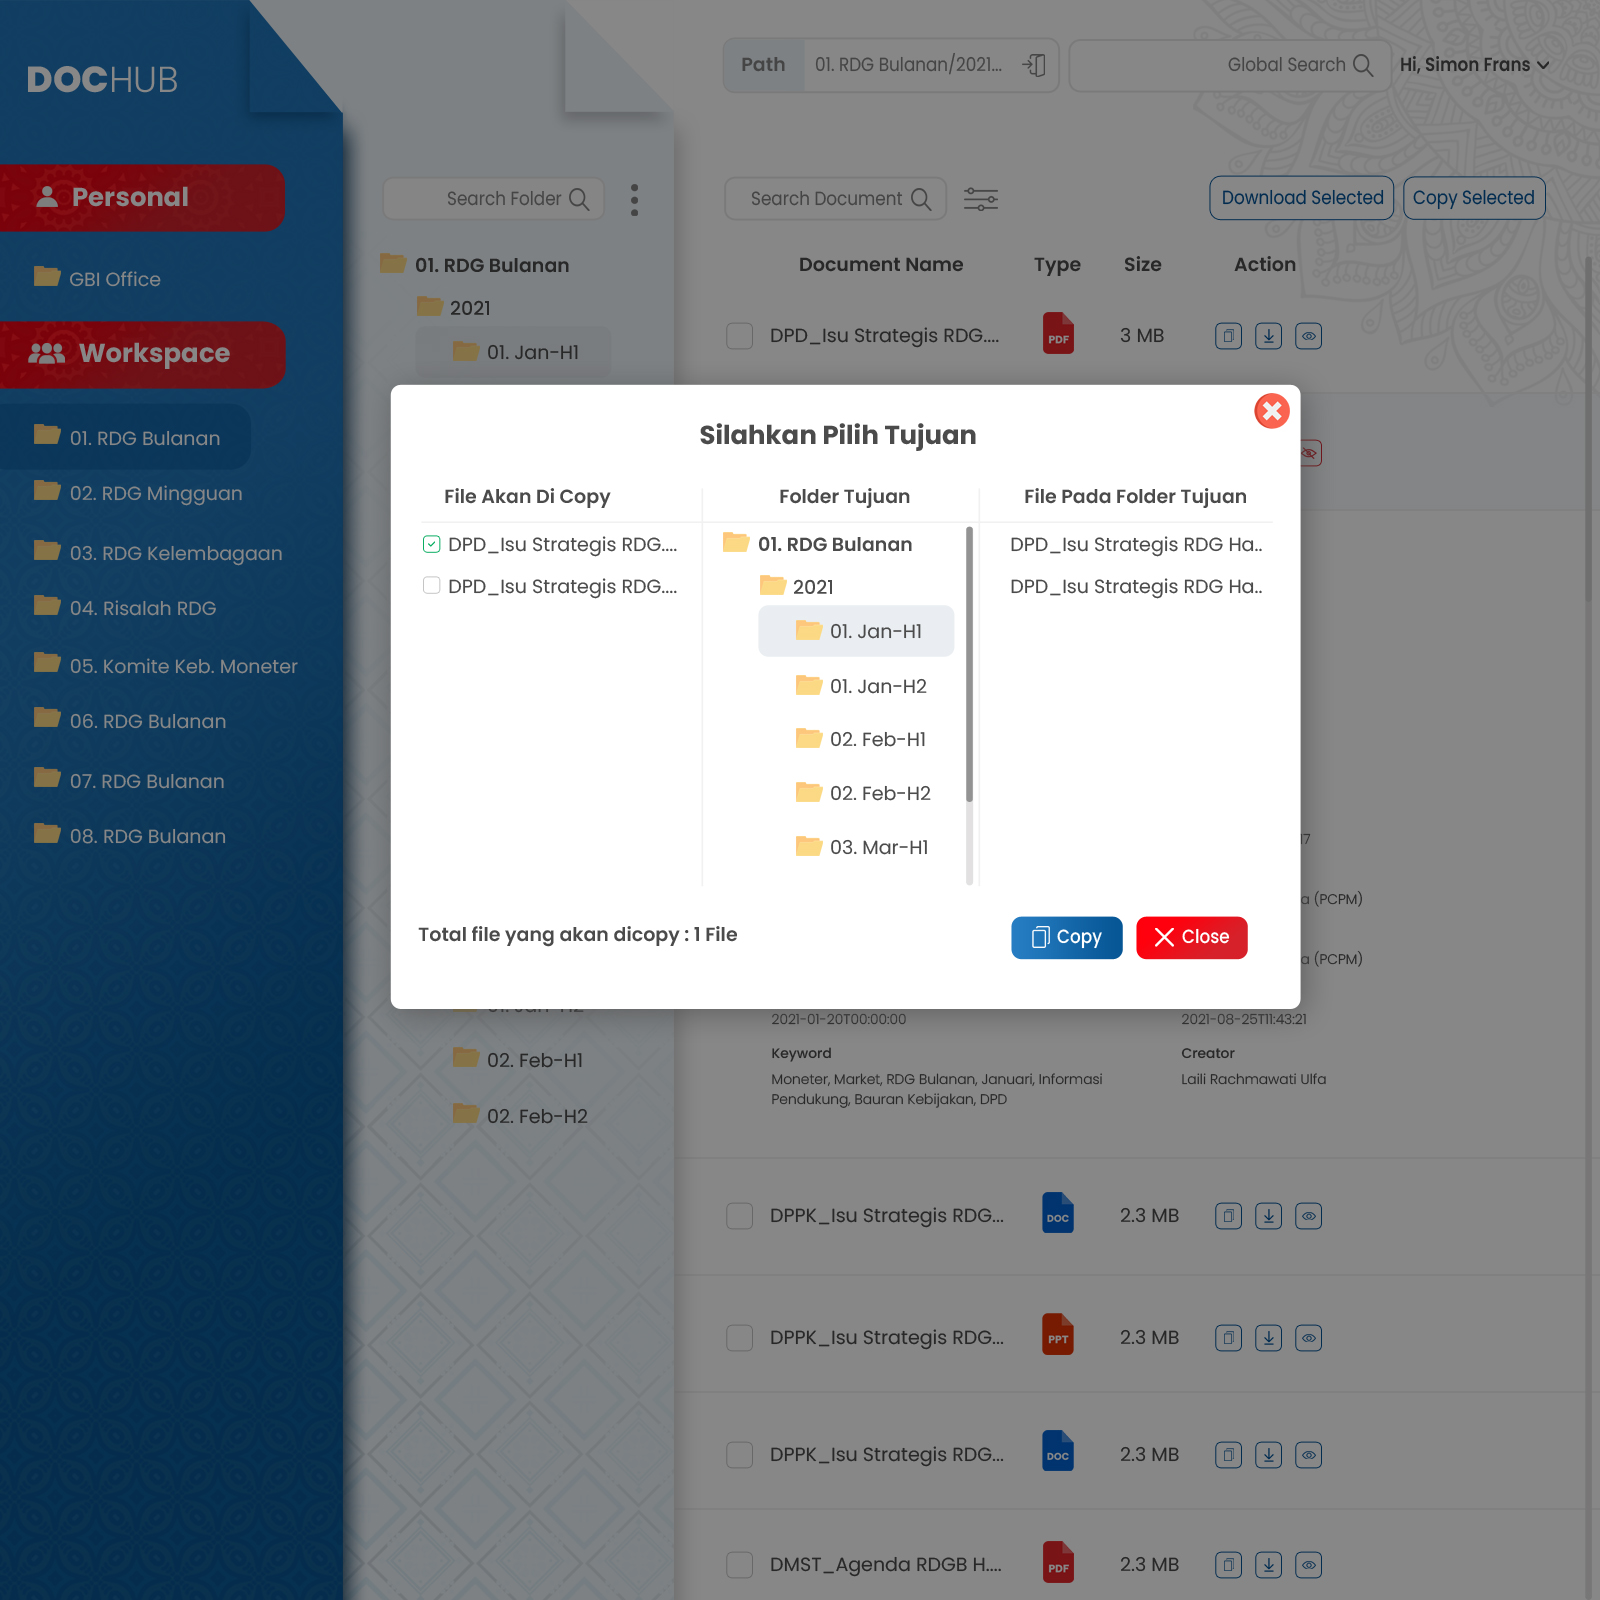 DOCHUB
Path
01. RDG Bulanan/2021...
Global Search
Hi, Simon Frans
Personal
GBI Office
Workspace
01. RDG Bulanan
02. RDG Mingguan
03. RDG Kelembagaan
04. Risalah RDG
05. Komite Keb. Moneter
06. RDG Bulanan
07. RDG Bulanan
08. RDG Bulanan
Search Folder
01. RDG Bulanan
2021
01. Jan-H1
02. Feb-H1
02. Feb-H2
Search Document
Download Selected
Copy Selected
Document Name Type Size Action
DPD_Isu Strategis RDG.... PDF 3 MB
Silahkan Pilih Tujuan
File Akan Di Copy
DPD_Isu Strategis RDG....
DPD_Isu Strategis RDG....
Folder Tujuan
01. RDG Bulanan
2021
01. Jan-H1
01. Jan-H2
02. Feb-H1
02. Feb-H2
03. Mar-H1
File Pada Folder Tujuan
DPD_Isu Strategis RDG Ha..
DPD_Isu Strategis RDG Ha..
Total file yang akan dicopy : 1 File
Copy
Close
17
a (PCPM)
a (PCPM)
2021-01-20T00:00:00
2021-08-25T11:43:21
Keyword
Moneter, Market, RDG Bulanan, Januari, Informasi
Pendukung, Bauran Kebijakan, DPD
Creator
Laili Rachmawati Ulfa
DPPK_Isu Strategis RDG... DOC 2.3 MB
DPPK_Isu Strategis RDG... PPT 2.3 MB
DPPK_Isu Strategis RDG... DOC 2.3 MB
DMST_Agenda RDGB H.... PDF 2.3 MB